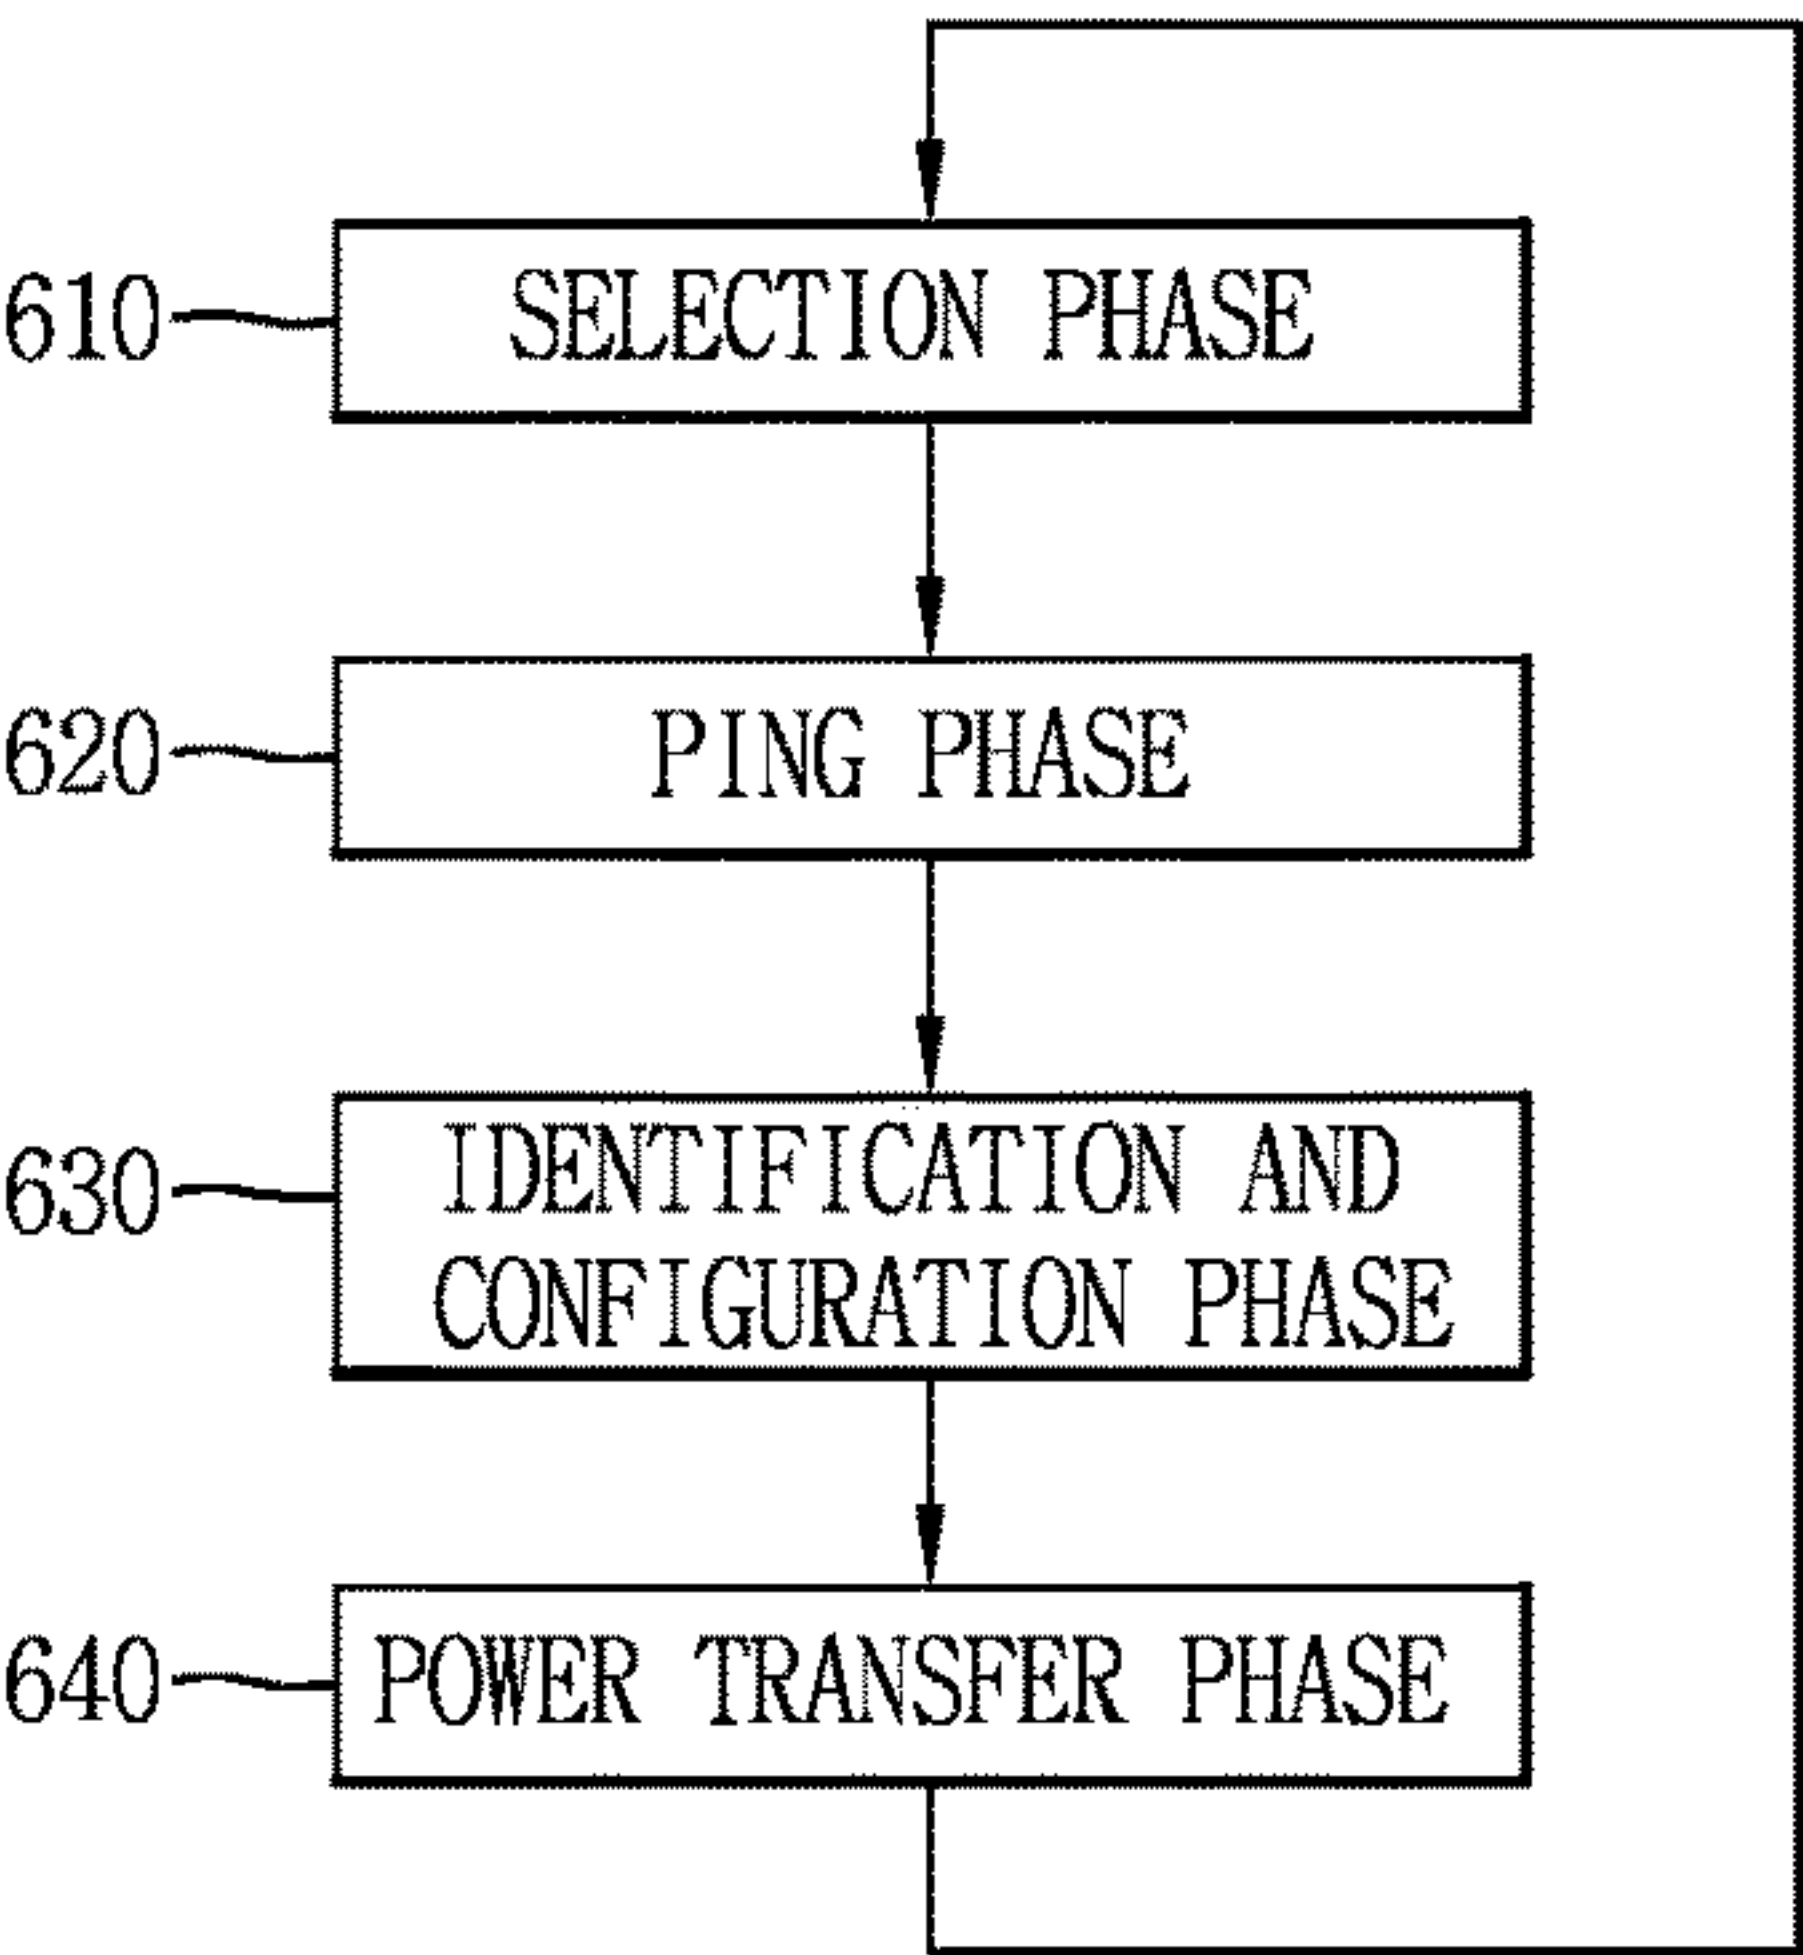 610 SELECTION PHASE
620 PING PHASE
630 IDENTIFICATION AND
CONFIGURATION PHASE
640 POWER TRANSFER PHASE